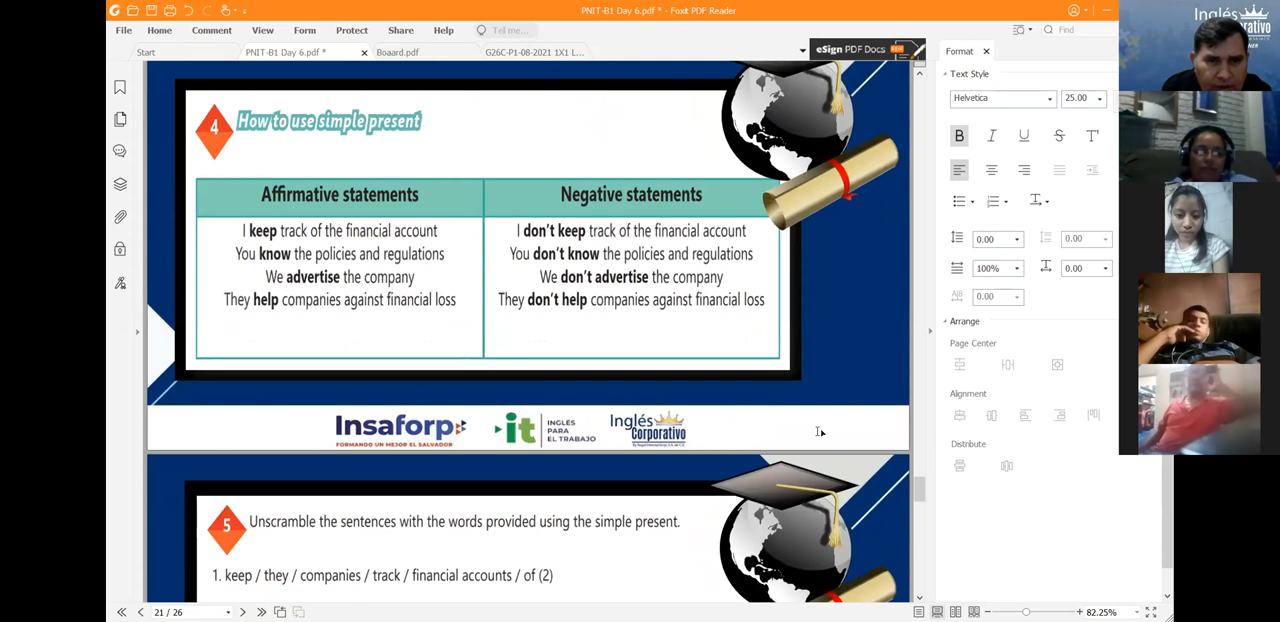 PNIT-B1 Day 6.pdf * - Foxit PDF Reader
File Home Comment View Form Protect Share Help Tell me... Find
Start PNIT-B1 Day 6.pdf * Boaard.pdf G26C-P1-08-2021 1X1 L... eSign PDF Docs
Format
Text Style
Helvetica 25.00
B I U S T
0.00 0.00
100% 0.00
0.00
Arrange
Page Center
Alignment
Distribute
Inglés
4 How to use simple present
Affirmative statements Negative statements
I keep track of the financial account I don't keep track of the financial account
You know the policies and regulations You don't know the policies and regulations
We advertise the company We don't advertise the company
They help companies against financial loss They don't help companies against financial loss
Insaforp
FORMANDO UN MEJOR EL SALVADOR
it INGLÉS PARA EL TRABAJO
Inglés Corporativo
5 Unscramble the sentences with the words provided using the simple present.
1. keep / they / companies / track / financial accounts / of (2)
21 / 26 82.25%